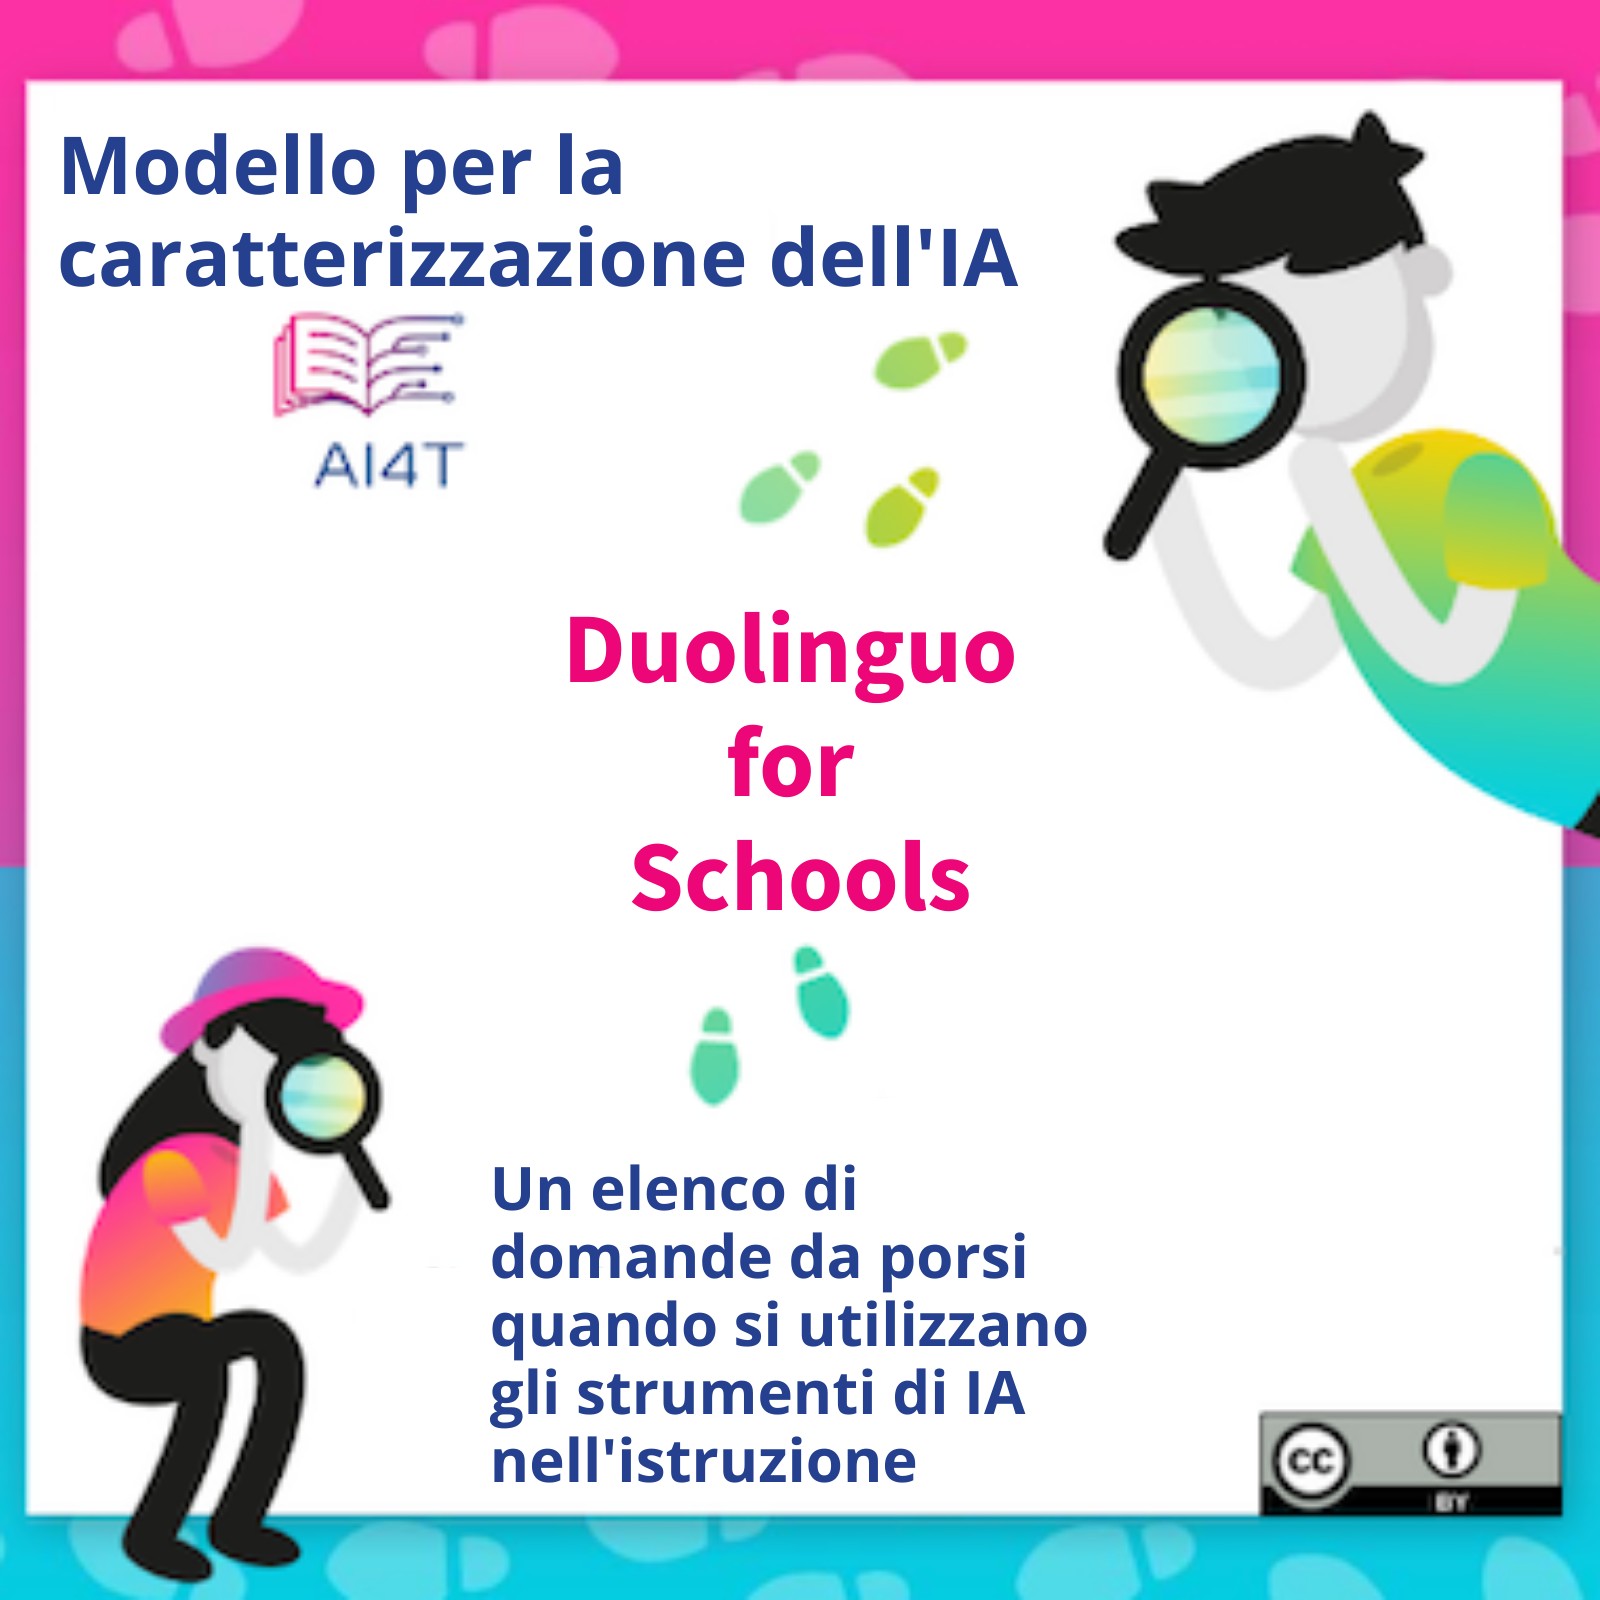 Modello per la
caratterizzazione dell'IA
AI4T
Duolinguo
for
Schools
Un elenco di
domande da porsi
quando si utilizzano
gli strumenti di IA
nell'istruzione
cc
BY